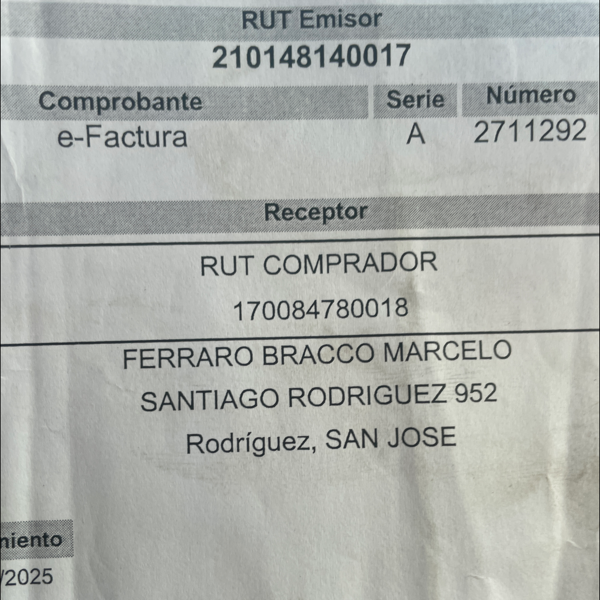 RUT Emisor
210148140017
Comprobante Serie Número
e-Factura A 2711292
Receptor
RUT COMPRADOR
170084780018
FERRARO BRACCO MARCELO
SANTIAGO RODRIGUEZ 952
Rodríguez, SAN JOSE
miento
/2025